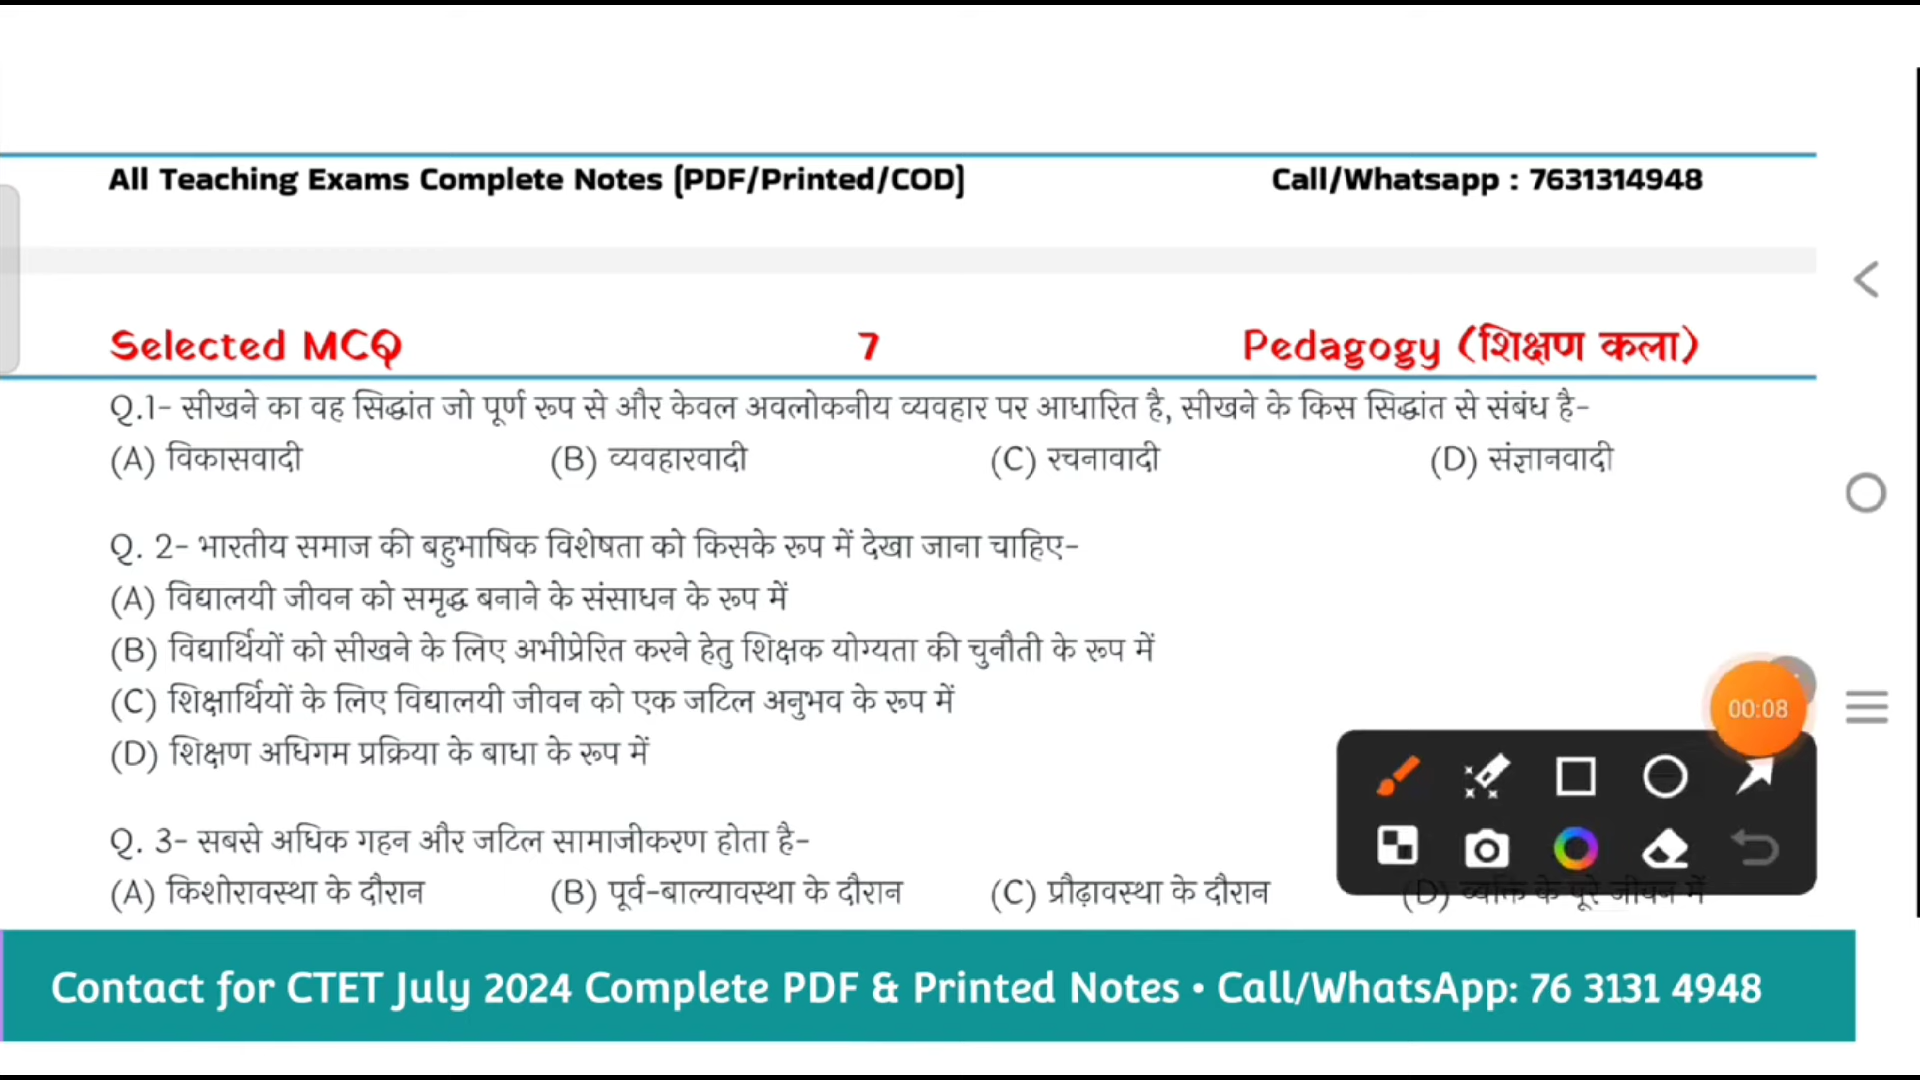 All Teaching Exams Complete Notes [PDF/Printed/COD] Call/Whatsapp : 7631314948
Selected MCQ 7 Pedagogy (शिक्षण कला)
Q.1- सीखने का वह सिद्धांत जो पूर्ण रूप से और केवल अवलोकनीय व्यवहार पर आधारित है, सीखने के किस सिद्धांत से संबंध है-
(A) विकासवादी (B) व्यवहारवादी (C) रचनावादी (D) संज्ञानवादी
Q. 2- भारतीय समाज की बहुभाषिक विशेषता को किसके रूप में देखा जाना चाहिए-
(A) विद्यालयी जीवन को समृद्ध बनाने के संसाधन के रूप में
(B) विद्यार्थियों को सीखने के लिए अभीप्रेरित करने हेतु शिक्षक योग्यता की चुनौती के रूप में
(C) शिक्षार्थियों के लिए विद्यालयी जीवन को एक जटिल अनुभव के रूप में
(D) शिक्षण अधिगम प्रक्रिया के बाधा के रूप में
00:08
Q. 3- सबसे अधिक गहन और जटिल सामाजीकरण होता है-
(A) किशोरावस्था के दौरान (B) पूर्व-बाल्यावस्था के दौरान (C) प्रौढ़ावस्था के दौरान (D) व्यक्ति के पूरे जीवन में
Contact for CTET July 2024 Complete PDF & Printed Notes • Call/WhatsApp: 76 3131 4948